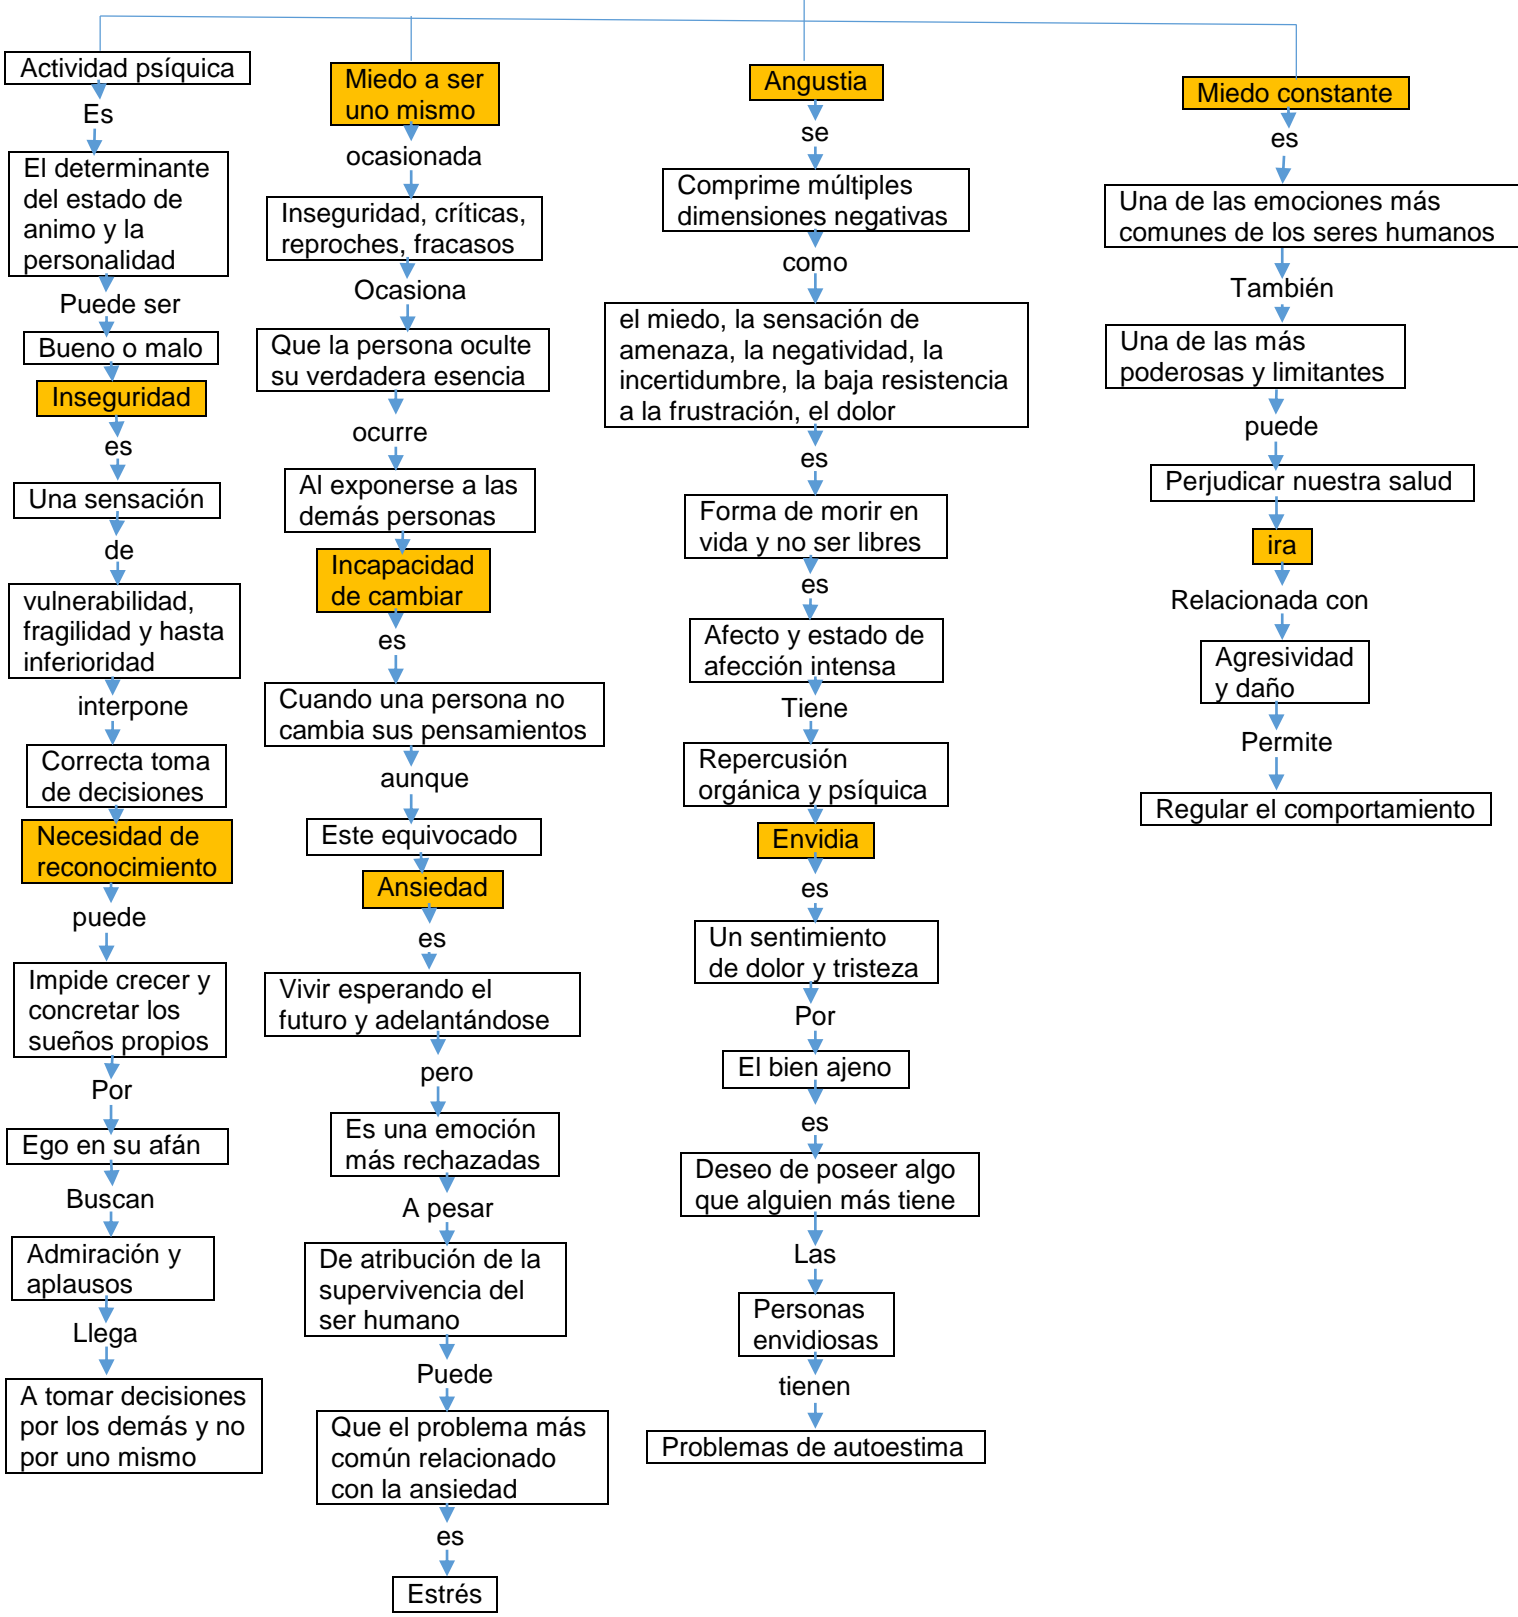 Actividad psíquica
Es
El determinante
del estado de
animo y la
personalidad
Puede ser
Bueno o malo
Inseguridad
es
Una sensación
de
vulnerabilidad,
fragilidad y hasta
inferioridad
interpone
Correcta toma
de decisiones
Necesidad de
reconocimiento
puede
Impide crecer y
concretar los
sueños propios
Por
Ego en su afán
Buscan
Admiración y
aplausos
Llega
A tomar decisiones
por los demás y no
por uno mismo
Miedo a ser
uno mismo
ocasionada
Inseguridad, críticas,
reproches, fracasos
Ocasiona
Que la persona oculte
su verdadera esencia
ocurre
Al exponerse a las
demás personas
Incapacidad
de cambiar
es
Cuando una persona no
cambia sus pensamientos
aunque
Este equivocado
Ansiedad
es
Vivir esperando el
futuro y adelantándose
pero
Es una emoción
más rechazadas
A pesar
De atribución de la
supervivencia del
ser humano
Puede
Que el problema más
común relacionado
con la ansiedad
es
Estrés
Angustia
se
Comprime múltiples
dimensiones negativas
como
el miedo, la sensación de
amenaza, la negatividad, la
incertidumbre, la baja resistencia
a la frustración, el dolor
es
Forma de morir en
vida y no ser libres
es
Afecto y estado de
afección intensa
Tiene
Repercusión
orgánica y psíquica
Envidia
es
Un sentimiento
de dolor y tristeza
Por
El bien ajeno
es
Deseo de poseer algo
que alguien más tiene
Las
Personas
envidiosas
tienen
Problemas de autoestima
Miedo constante
es
Una de las emociones más
comunes de los seres humanos
También
Una de las más
poderosas y limitantes
puede
Perjudicar nuestra salud
ira
Relacionada con
Agresividad
y daño
Permite
Regular el comportamiento